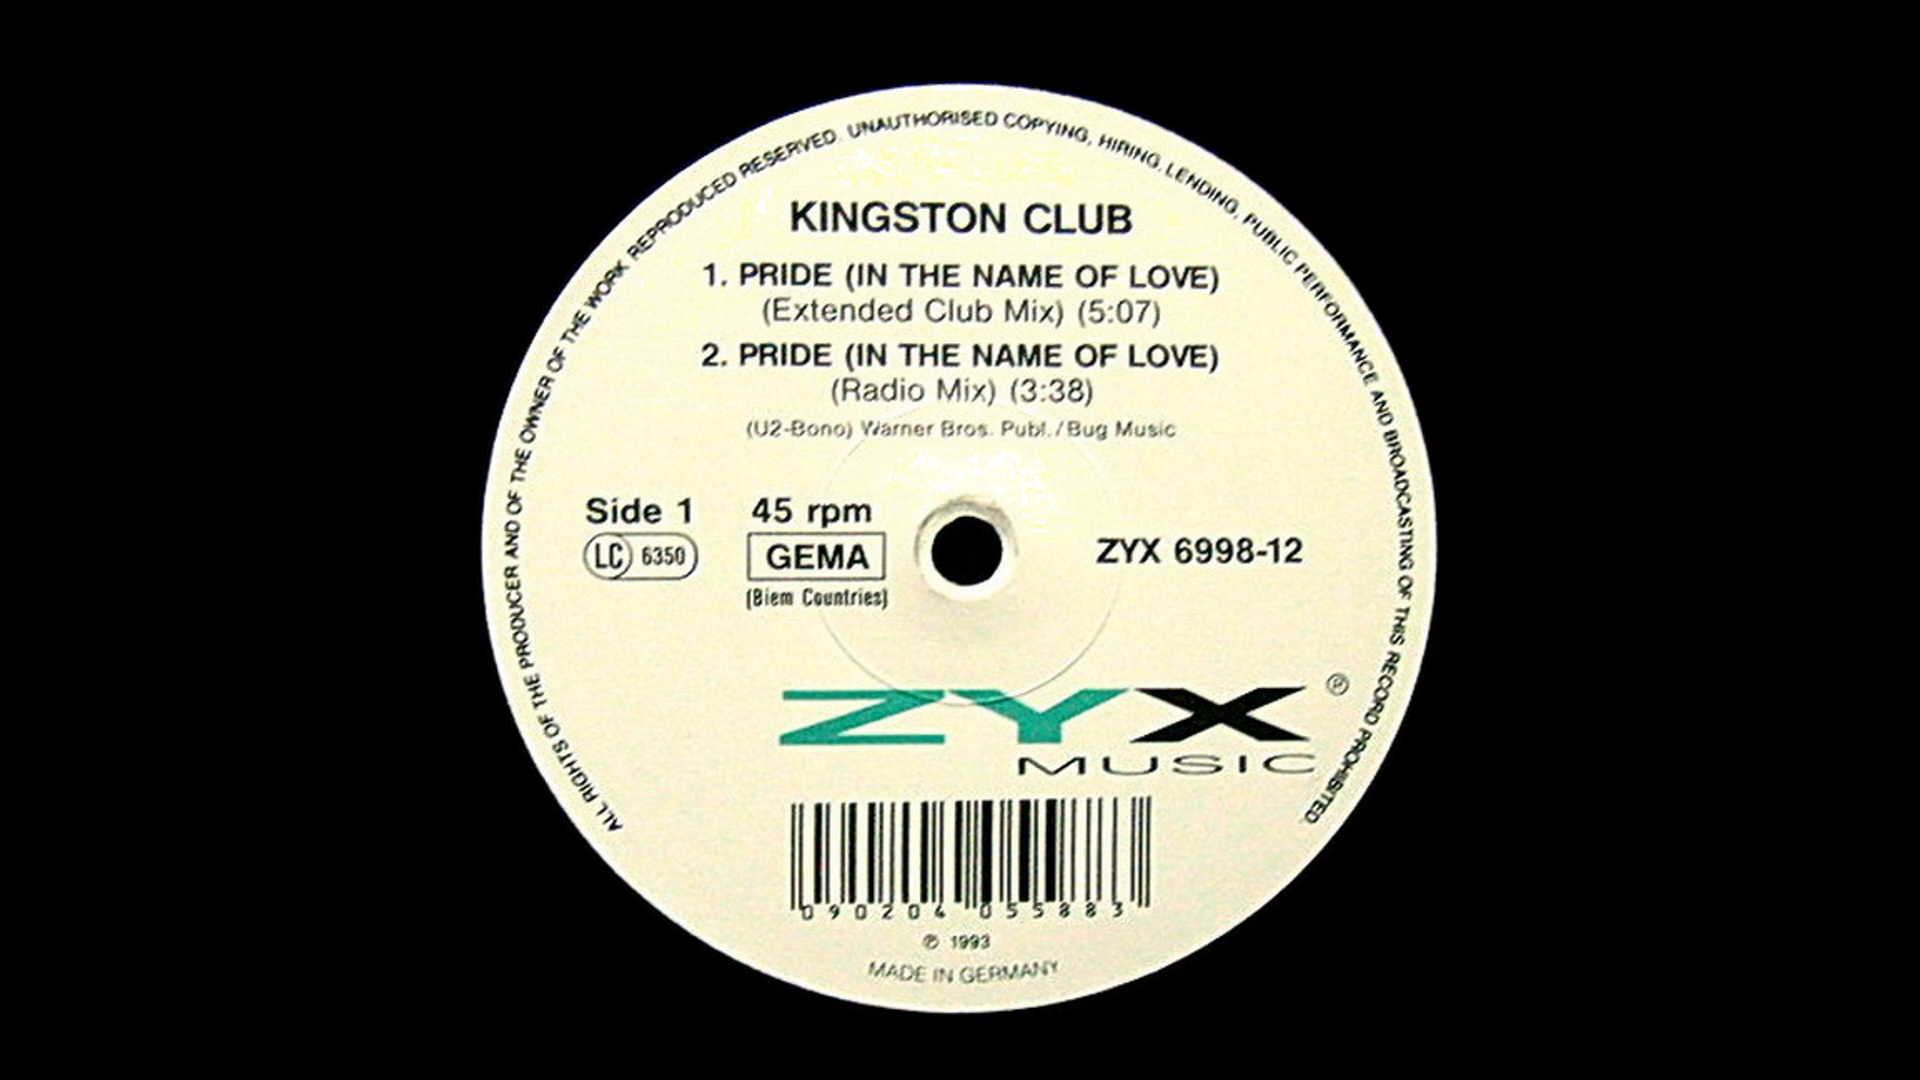 ALL RIGHTS OF THE PRODUCER AND OF THE OWNER OF THE WORK REPRODUCED RESERVED. UNAUTHORISED COPYING, HIRING, LENDING, PUBLIC PERFORMANCE AND BROADCASTING OF THIS RECORD PROHIBITED.
KINGSTON CLUB
1. PRIDE (IN THE NAME OF LOVE)
(Extended Club Mix) (5:07)
2. PRIDE (IN THE NAME OF LOVE)
(Radio Mix) (3:38)
(U2-Bono) Warner Bros. Publ./Bug Music
Side 1 45 rpm
LC 6350 GEMA ZYX 6998-12
(Biem Countries)
ZYX ®
MUSIC
090204 055883
℗ 1993
MADE IN GERMANY